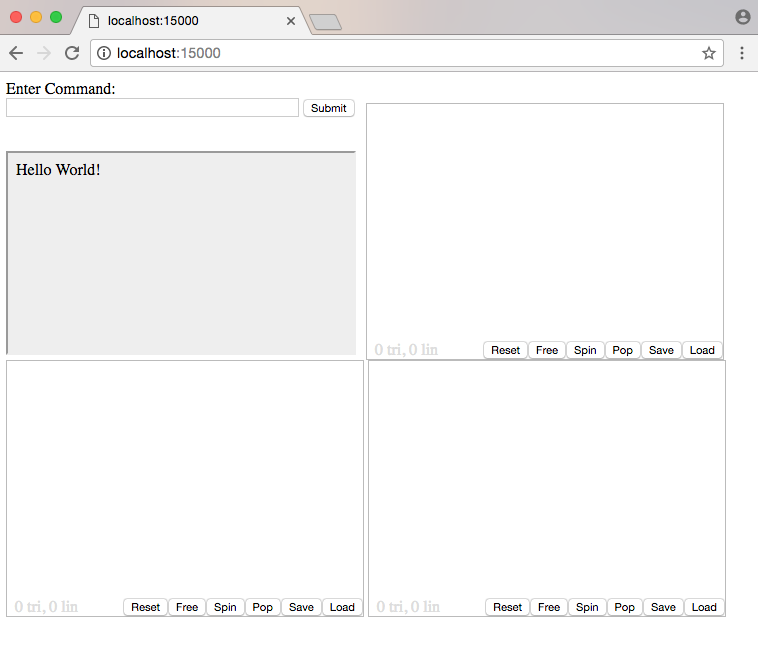 localhost:15000
localhost:15000
Enter Command:
Submit
Hello World!
0 tri, 0 lin Reset Free Spin Pop Save Load
0 tri, 0 lin Reset Free Spin Pop Save Load
0 tri, 0 lin Reset Free Spin Pop Save Load